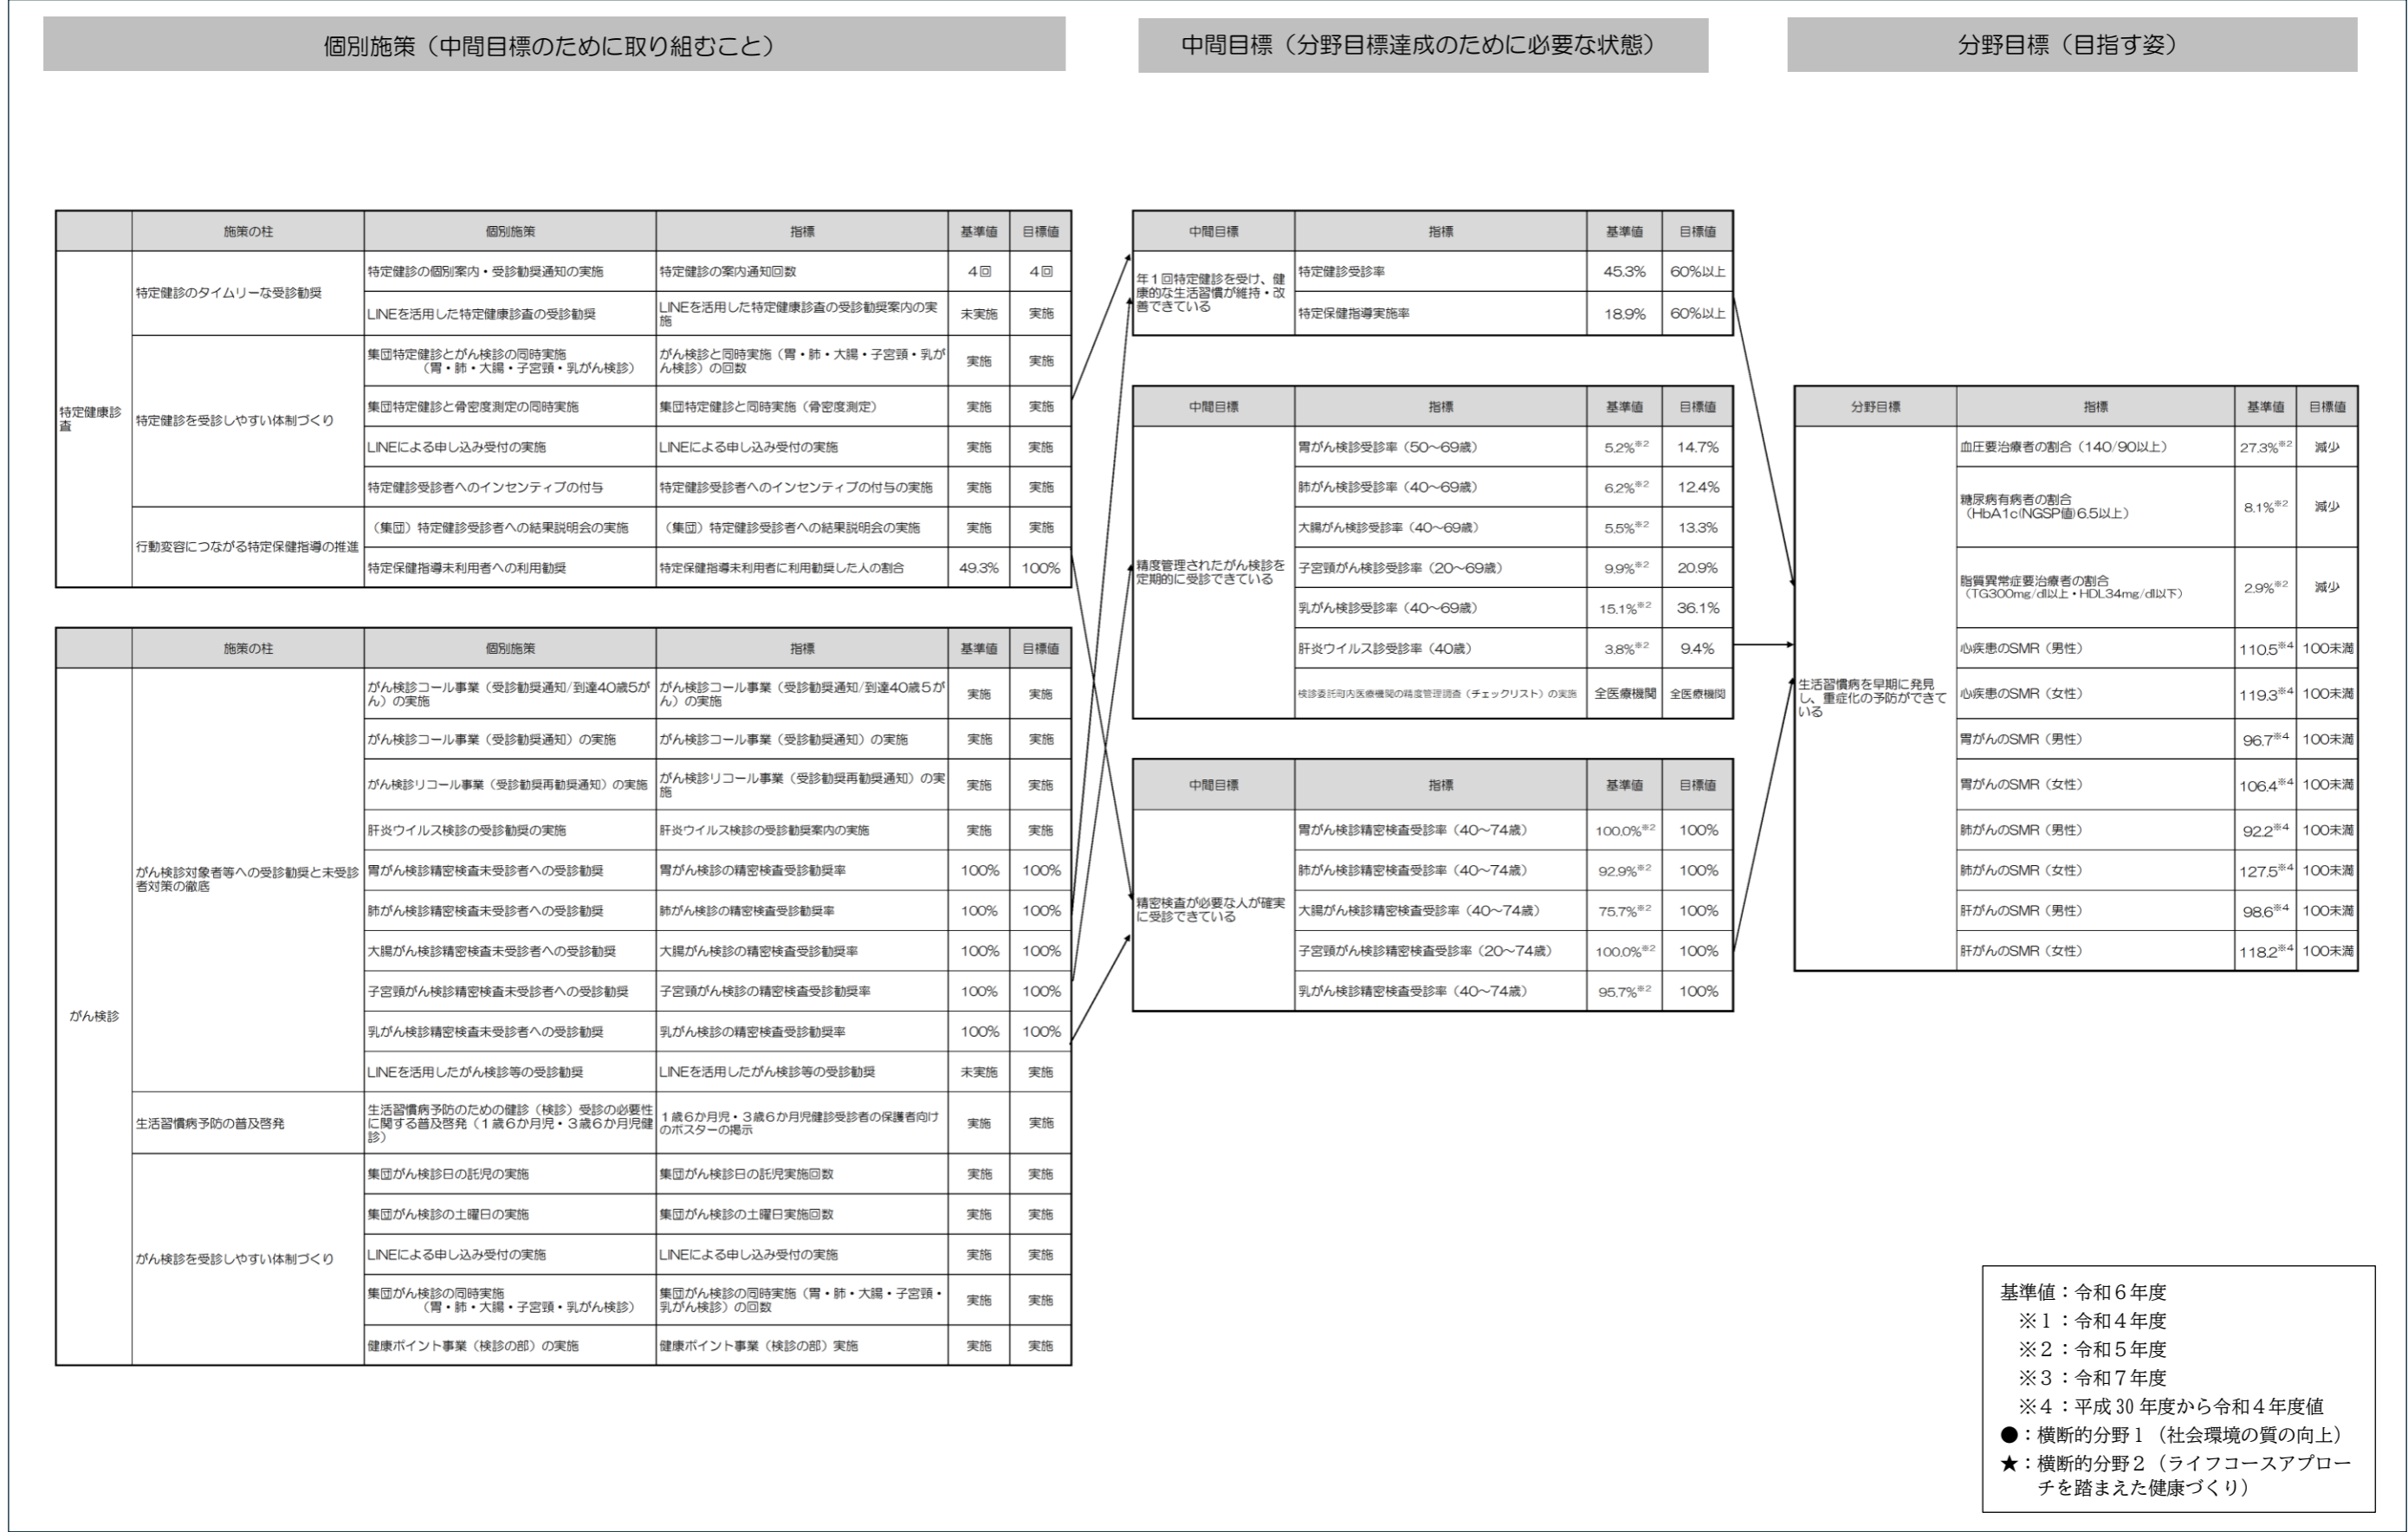 個別施策（中間目標のために取り組むこと）
中間目標（分野目標達成のために必要な状態）
分野目標（目指す姿）
施策の柱 個別施策 指標 基準値 目標値
特定健康診
査
特定健診のタイムリーな受診勧奨
特定健診の個別案内・受診勧奨通知の実施 特定健診の案内通知回数 4回 4回
LINEを活用した特定健康診査の受診勧奨 LINEを活用した特定健康診査の受診勧奨案内の実
施 未実施 実施
特定健診を受診しやすい体制づくり
集団特定健診とがん検診の同時実施
（胃・肺・大腸・子宮頸・乳がん検診）
がん検診と同時実施（胃・肺・大腸・子宮頸・乳が
ん検診）の回数 実施 実施
集団特定健診と骨密度測定の同時実施 集団特定健診と同時実施（骨密度測定） 実施 実施
LINEによる申し込み受付の実施 LINEによる申し込み受付の実施 実施 実施
特定健診受診者へのインセンティブの付与 特定健診受診者へのインセンティブの付与の実施 実施 実施
行動変容につながる特定保健指導の推進
（集団）特定健診受診者への結果説明会の実施 （集団）特定健診受診者への結果説明会の実施 実施 実施
特定保健指導未利用者への利用勧奨 特定保健指導未利用者に利用勧奨した人の割合 49.3% 100%
施策の柱 個別施策 指標 基準値 目標値
がん検診
がん検診対象者等への受診勧奨と未受診
者対策の徹底
がん検診コール事業（受診勧奨通知/到達40歳5が
ん）の実施
がん検診コール事業（受診勧奨通知/到達40歳5が
ん）の実施 実施 実施
がん検診コール事業（受診勧奨通知）の実施 がん検診コール事業（受診勧奨通知）の実施 実施 実施
がん検診リコール事業（受診勧奨再勧奨通知）の実施 がん検診リコール事業（受診勧奨再勧奨通知）の実
施 実施 実施
肝炎ウイルス検診の受診勧奨の実施 肝炎ウイルス検診の受診勧奨案内の実施 実施 実施
胃がん検診精密検査未受診者への受診勧奨 胃がん検診の精密検査受診勧奨率 100% 100%
肺がん検診精密検査未受診者への受診勧奨 肺がん検診の精密検査受診勧奨率 100% 100%
大腸がん検診精密検査未受診者への受診勧奨 大腸がん検診の精密検査受診勧奨率 100% 100%
子宮頸がん検診精密検査未受診者への受診勧奨 子宮頸がん検診の精密検査受診勧奨率 100% 100%
乳がん検診精密検査未受診者への受診勧奨 乳がん検診の精密検査受診勧奨率 100% 100%
LINEを活用したがん検診等の受診勧奨 LINEを活用したがん検診等の受診勧奨 未実施 実施
生活習慣病予防の普及啓発
生活習慣病予防のための健診（検診）受診の必要性
に関する普及啓発（1歳6か月児・3歳6か月児健
診）
1歳6か月児・3歳6か月児健診受診者の保護者向け
のポスターの掲示 実施 実施
がん検診を受診しやすい体制づくり
集団がん検診日の託児の実施 集団がん検診日の託児実施回数 実施 実施
集団がん検診の土曜日の実施 集団がん検診の土曜日実施回数 実施 実施
LINEによる申し込み受付の実施 LINEによる申し込み受付の実施 実施 実施
集団がん検診の同時実施
（胃・肺・大腸・子宮頸・乳がん検診）
集団がん検診の同時実施（胃・肺・大腸・子宮頸・
乳がん検診）の回数 実施 実施
健康ポイント事業（検診の部）の実施 健康ポイント事業（検診の部）実施 実施 実施
中間目標 指標 基準値 目標値
年1回特定健診を受け、健
康的な生活習慣が維持・改
善できている
特定健診受診率 45.3% 60%以上
特定保健指導実施率 18.9% 60%以上
中間目標 指標 基準値 目標値
精度管理されたがん検診を
定期的に受診できている
胃がん検診受診率（50～69歳） 5.2%※2 14.7%
肺がん検診受診率（40～69歳） 6.2%※2 12.4%
大腸がん検診受診率（40～69歳） 5.5%※2 13.3%
子宮頸がん検診受診率（20～69歳） 9.9%※2 20.9%
乳がん検診受診率（40～69歳） 15.1%※2 36.1%
肝炎ウイルス診受診率（40歳） 3.8%※2 9.4%
検診委託町内医療機関の精度管理調査（チェックリスト）の実施 全医療機関 全医療機関
中間目標 指標 基準値 目標値
精密検査が必要な人が確実
に受診できている
胃がん検診精密検査受診率（40～74歳） 100.0%※2 100%
肺がん検診精密検査受診率（40～74歳） 92.9%※2 100%
大腸がん検診精密検査受診率（40～74歳） 75.7%※2 100%
子宮頸がん検診精密検査受診率（20～74歳） 100.0%※2 100%
乳がん検診精密検査受診率（40～74歳） 95.7%※2 100%
分野目標 指標 基準値 目標値
生活習慣病を早期に発見
し、重症化の予防ができて
いる
血圧要治療者の割合（140/90以上） 27.3%※2 減少
糖尿病有病者の割合
（HbA1c(NGSP値)6.5以上） 8.1%※2 減少
脂質異常症要治療者の割合
（TG300mg/dl以上・HDL34mg/dl以下） 2.9%※2 減少
心疾患のSMR（男性） 110.5※4 100未満
心疾患のSMR（女性） 119.3※4 100未満
胃がんのSMR（男性） 96.7※4 100未満
胃がんのSMR（女性） 106.4※4 100未満
肺がんのSMR（男性） 92.2※4 100未満
肺がんのSMR（女性） 127.5※4 100未満
肝がんのSMR（男性） 98.6※4 100未満
肝がんのSMR（女性） 118.2※4 100未満
基準値：令和6年度
※1：令和4年度
※2：令和5年度
※3：令和7年度
※4：平成30年度から令和4年度値
●：横断的分野1（社会環境の質の向上）
★：横断的分野2（ライフコースアプロー
チを踏まえた健康づくり）